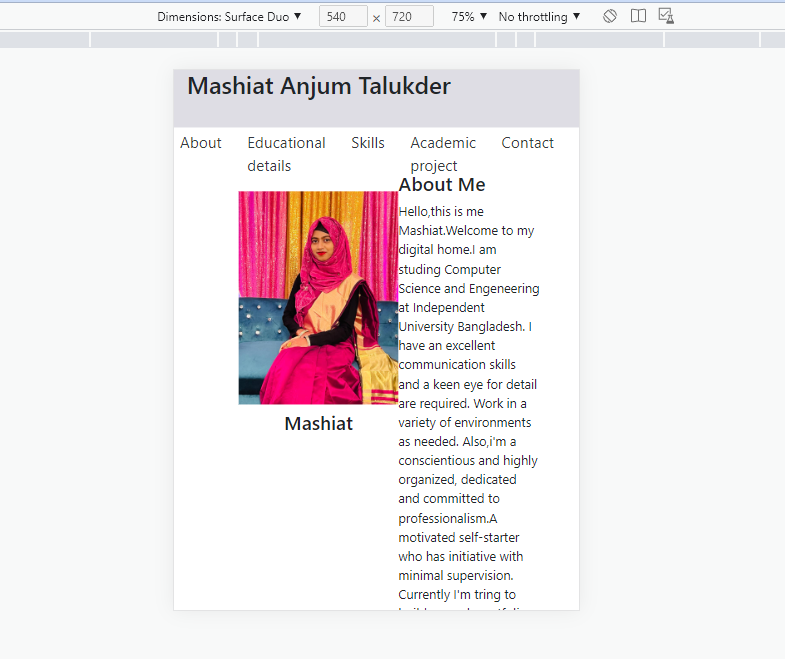 Dimensions: Surface Duo ▼ 540 × 720 75% ▼ No throttling ▼
Mashiat Anjum Talukder
About Educational details Skills Academic project Contact
Mashiat
About Me
Hello,this is me
Mashiat.Welcome to my
digital home.I am
studing Computer
Science and Engeneering
at Independent
University Bangladesh. I
have an excellent
communication skills
and a keen eye for detail
are required. Work in a
variety of environments
as needed. Also,i'm a
conscientious and highly
organized, dedicated
and committed to
professionalism.A
motivated self-starter
who has initiative with
minimal supervision.
Currently I'm tring to